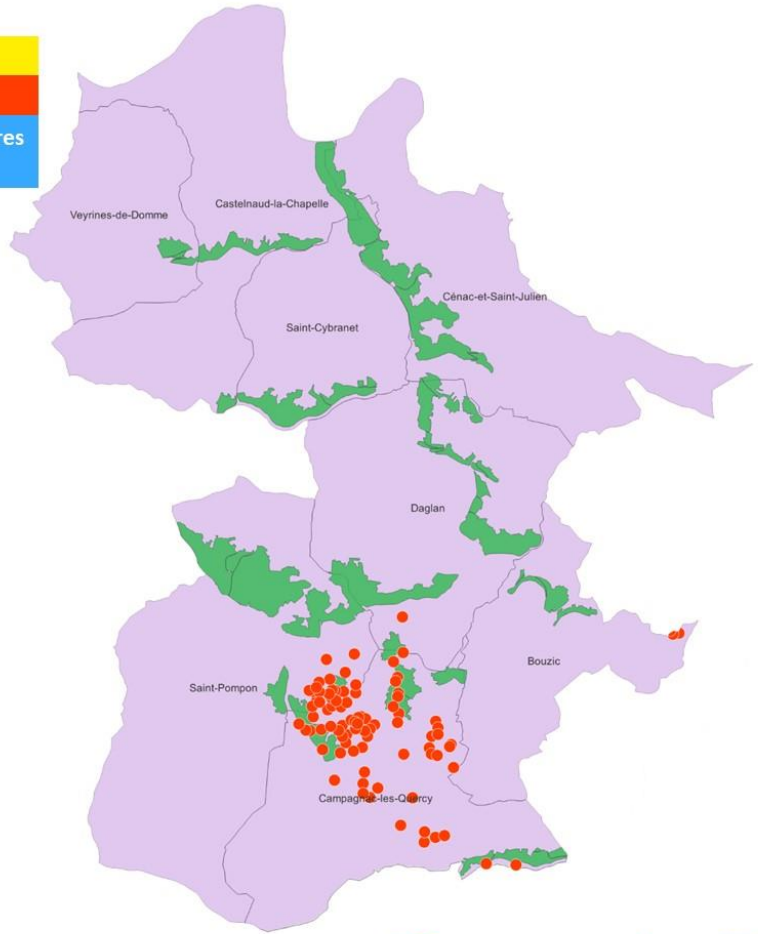 Veyrines-de-Domme
Castelnaud-la-Chapelle
Cénac-et-Saint-Julien
Saint-Cybranet
Daglan
Bouzic
Saint-Pompon
Campagnac-les-Quercy